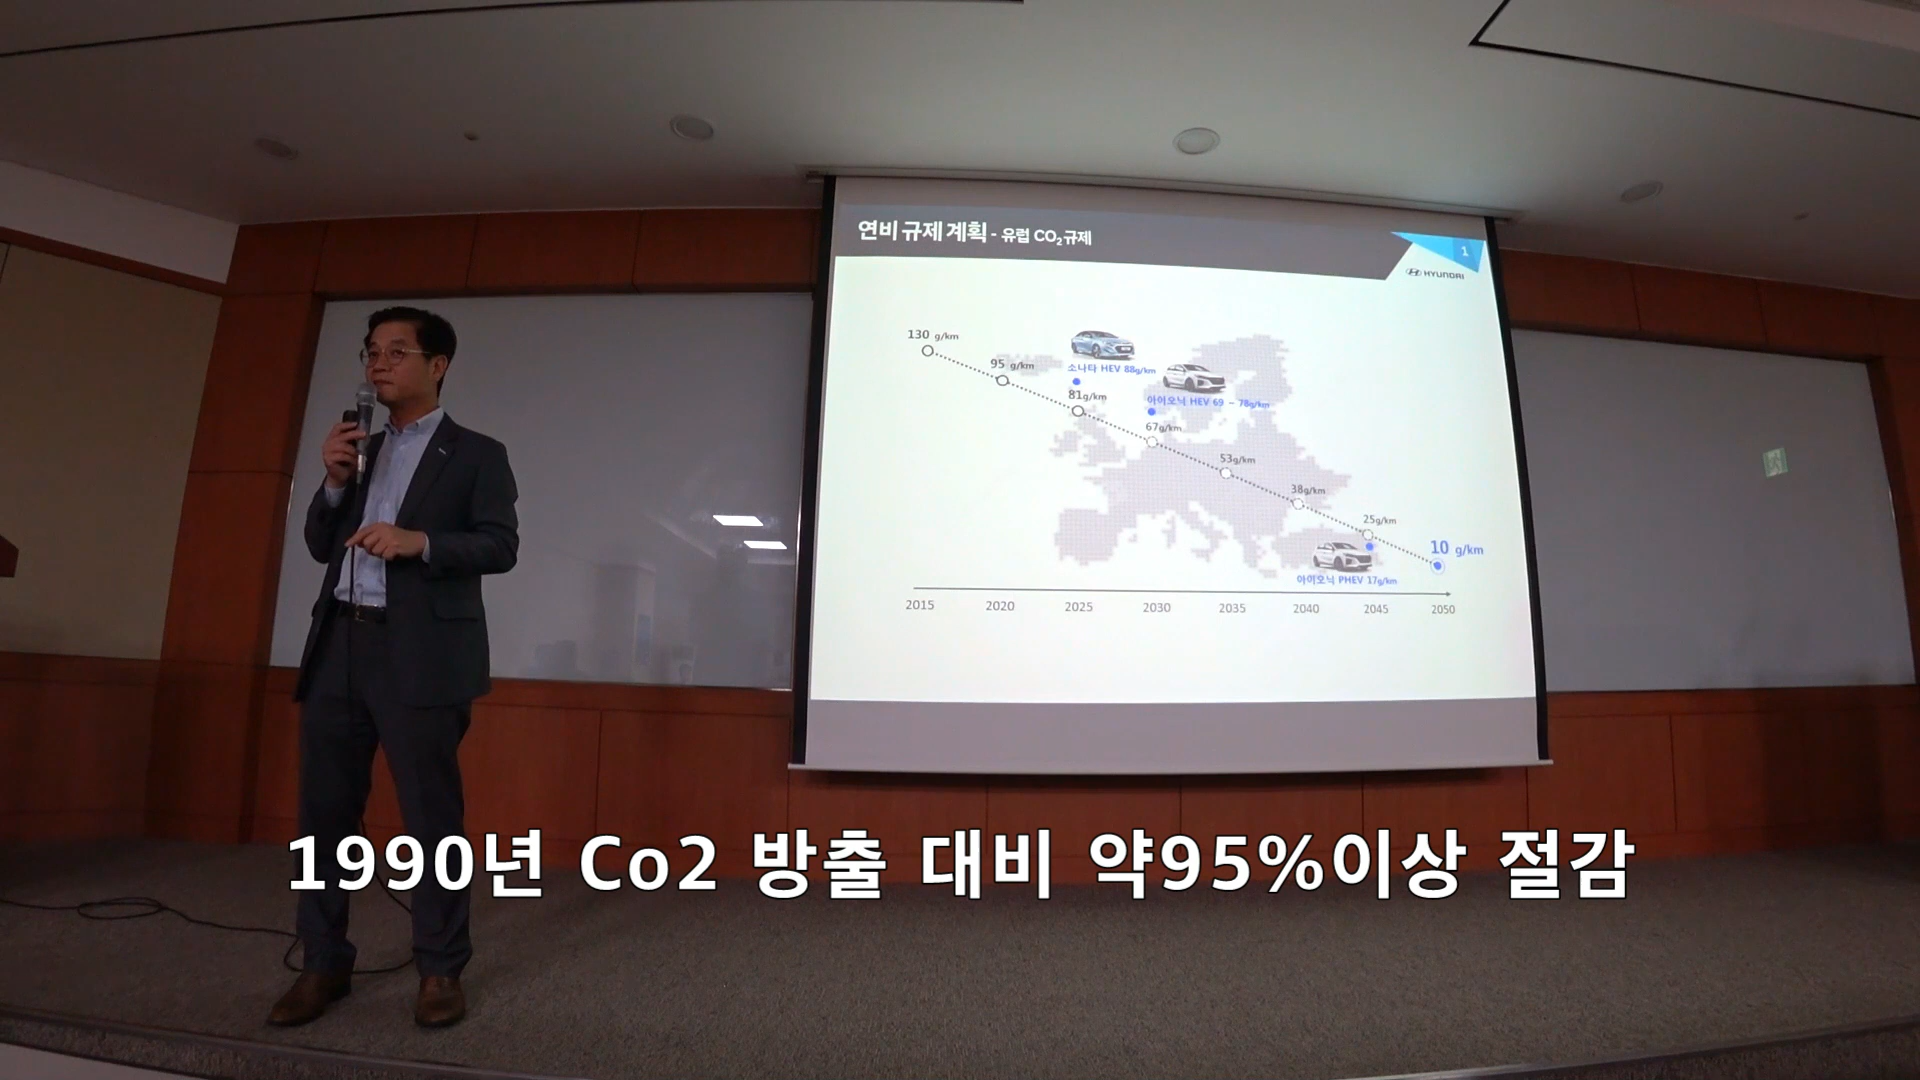 연비 규제 계획 - 유럽 CO₂ 규제
1
HYUNDAI
130 g/km
95 g/km
소나타 HEV 88g/km
81g/km
아이오닉 HEV 69 ~ 78g/km
67g/km
53g/km
38g/km
25g/km
10 g/km
아이오닉 PHEV 17g/km
2015 2020 2025 2030 2035 2040 2045 2050
1990년 Co2 방출 대비 약95%이상 절감